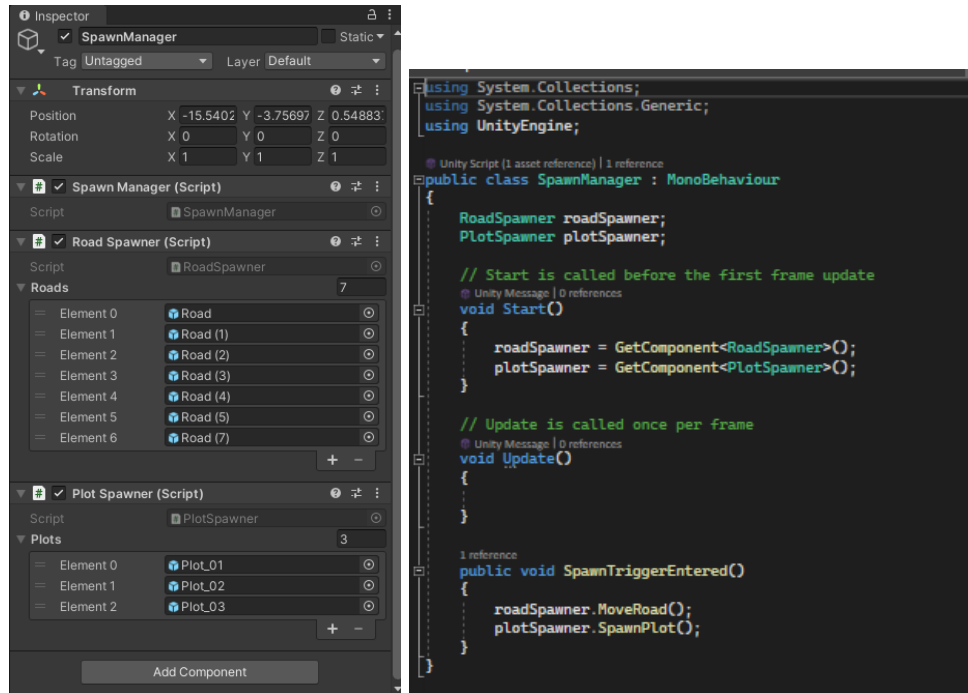 Inspector
SpawnManager Static
Tag Untagged Layer Default
Transform
Position X -15.5402 Y -3.75697 Z 0.54883
Rotation X 0 Y 0 Z 0
Scale X 1 Y 1 Z 1
# Spawn Manager (Script)
Script SpawnManager
# Road Spawner (Script)
Script RoadSpawner
Roads 7
Element 0 Road
Element 1 Road (1)
Element 2 Road (2)
Element 3 Road (3)
Element 4 Road (4)
Element 5 Road (5)
Element 6 Road (7)
+ -
# Plot Spawner (Script)
Script PlotSpawner
Plots 3
Element 0 Plot_01
Element 1 Plot_02
Element 2 Plot_03
+ -
Add Component
using System.Collections;
using System.Collections.Generic;
using UnityEngine;
Unity Script (1 asset reference) | 1 reference
public class SpawnManager : MonoBehaviour
{
RoadSpawner roadSpawner;
PlotSpawner plotSpawner;
// Start is called before the first frame update
Unity Message | 0 references
void Start()
{
roadSpawner = GetComponent<RoadSpawner>();
plotSpawner = GetComponent<PlotSpawner>();
}
// Update is called once per frame
Unity Message | 0 references
void Update()
{
}
1 reference
public void SpawnTriggerEntered()
{
roadSpawner.MoveRoad();
plotSpawner.SpawnPlot();
}
}